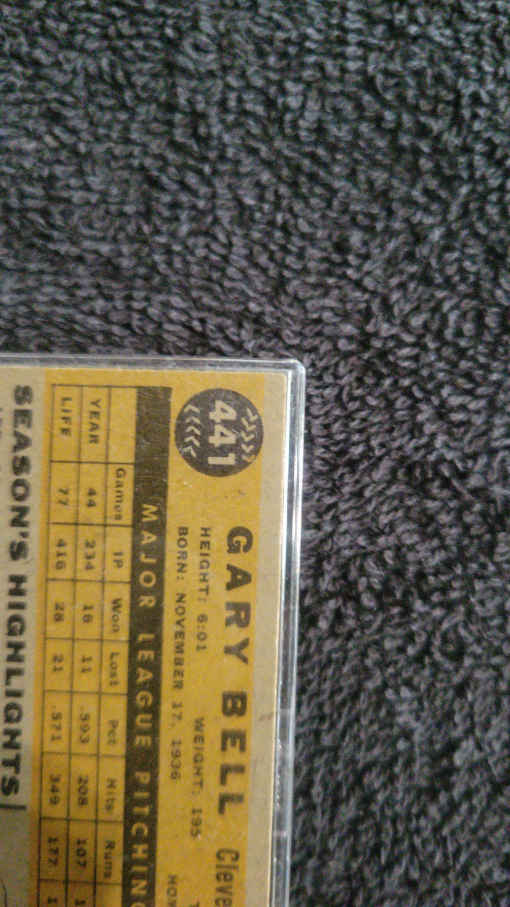 441
GARY BELL Cleve
HEIGHT: 6:01 WEIGHT: 195
BORN: NOVEMBER 17, 1936
MAJOR LEAGUE PITCHING
Games IP Won Lost Pct Hits Runs
YEAR 44 234 16 11 .593 208 107
LIFE 77 416 28 21 .571 349 177
SEASON'S HIGHLIGHTS